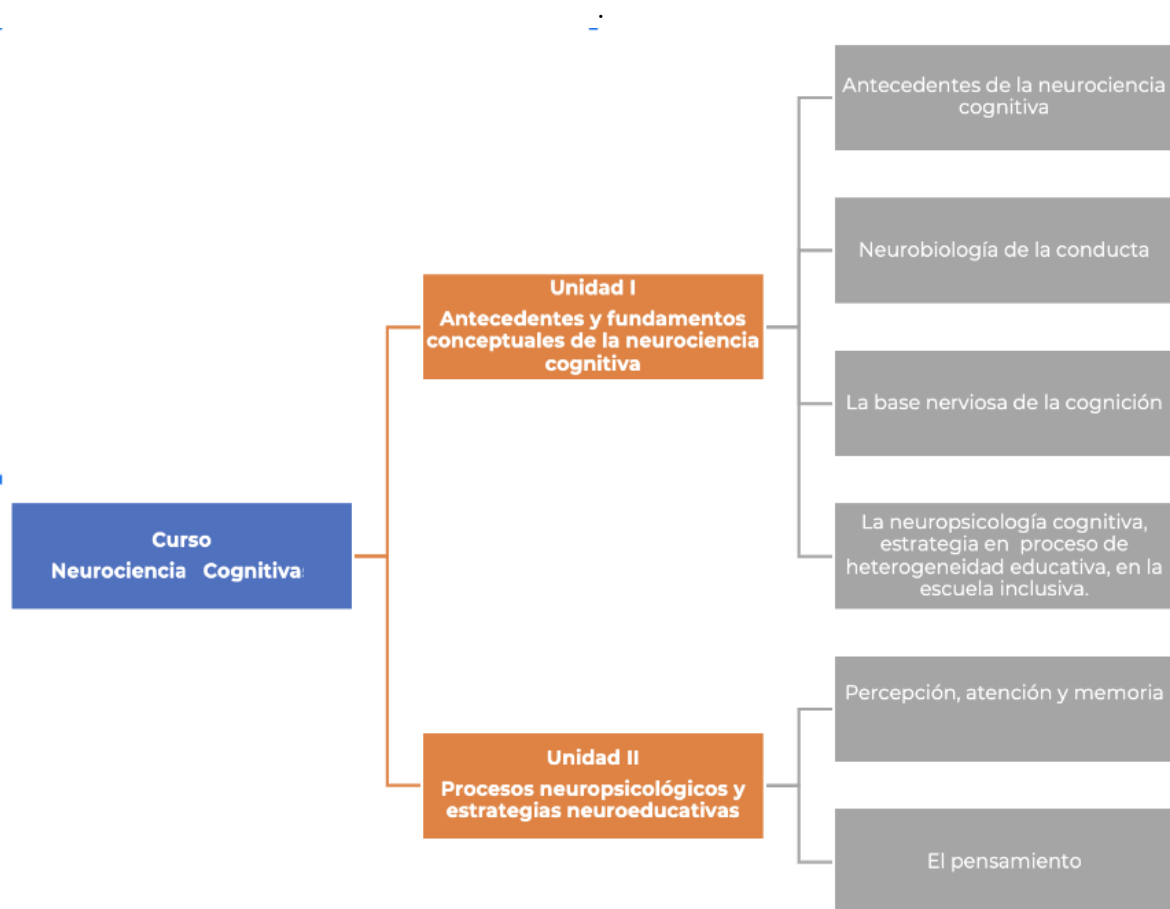 Curso
Neurociencia Cognitiva
Unidad I
Antecedentes y fundamentos
conceptuales de la neurociencia
cognitiva
Antecedentes de la neurociencia
cognitiva
Neurobiología de la conducta
La base nerviosa de la cognición
La neuropsicología cognitiva,
estrategia en proceso de
heterogeneidad educativa, en la
escuela inclusiva.
Unidad II
Procesos neuropsicológicos y
estrategias neuroeducativas
Percepción, atención y memoria
El pensamiento